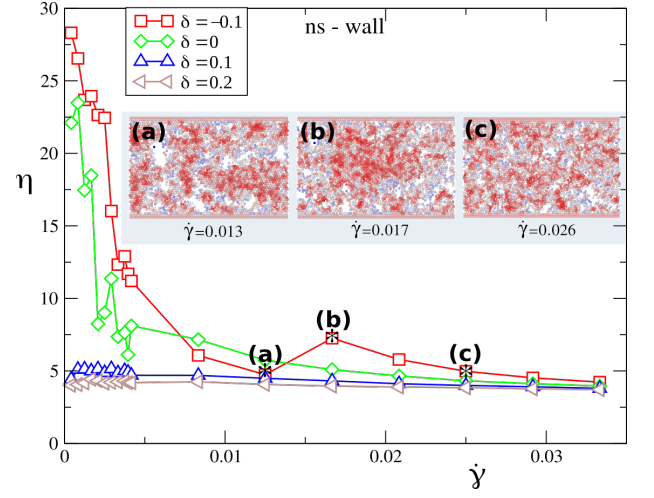 30
25
20
15
10
5
0
η
δ = −0.1
δ = 0
δ = 0.1
δ = 0.2
ns - wall
(a)
(b)
(c)
γ̇=0.013
γ̇=0.017
γ̇=0.026
(b)
(a)
(c)
0
0.01
0.02
0.03
γ̇